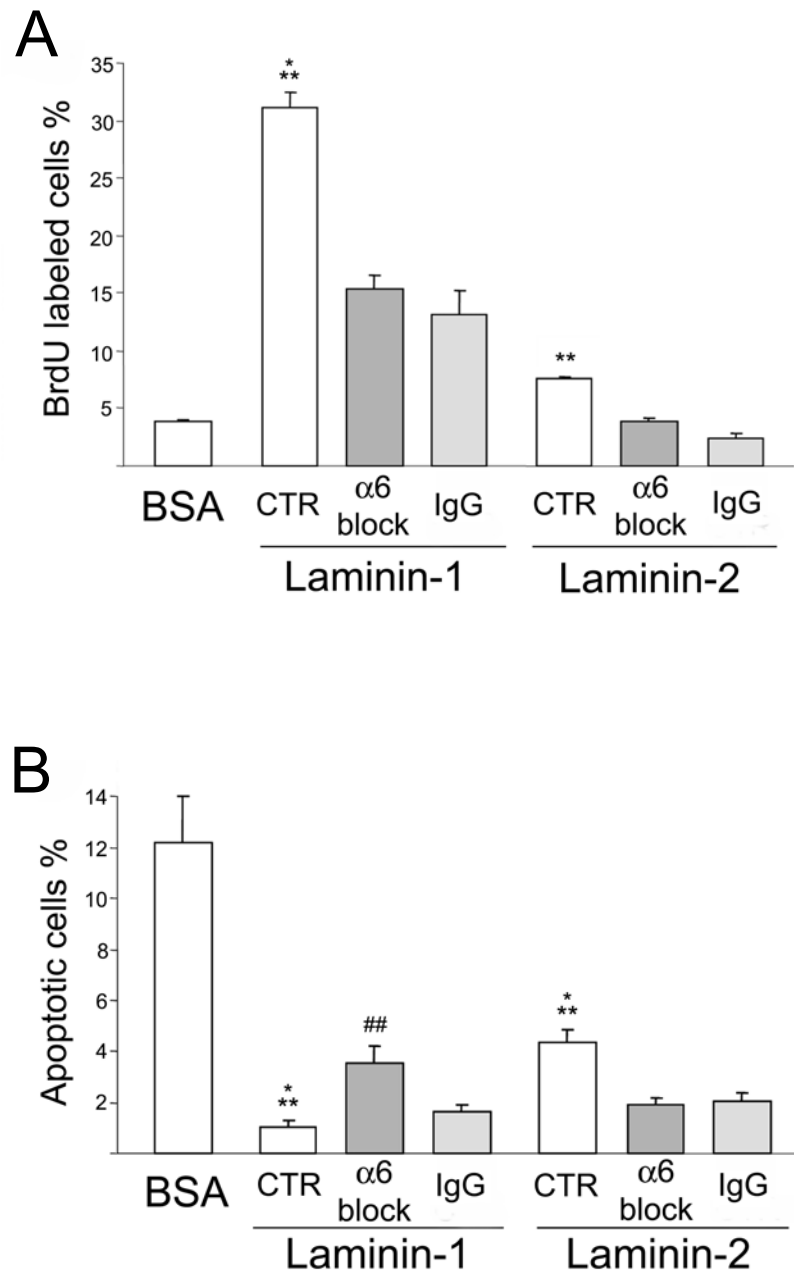 A
BrdU labeled cells %
35
30
25
20
15
10
5
*
**
**
BSA
CTR
α6
block
IgG
CTR
α6
block
IgG
Laminin-1
Laminin-2
B
Apoptotic cells %
14
12
10
8
6
4
2
*
**
##
*
**
BSA
CTR
α6
block
IgG
CTR
α6
block
IgG
Laminin-1
Laminin-2